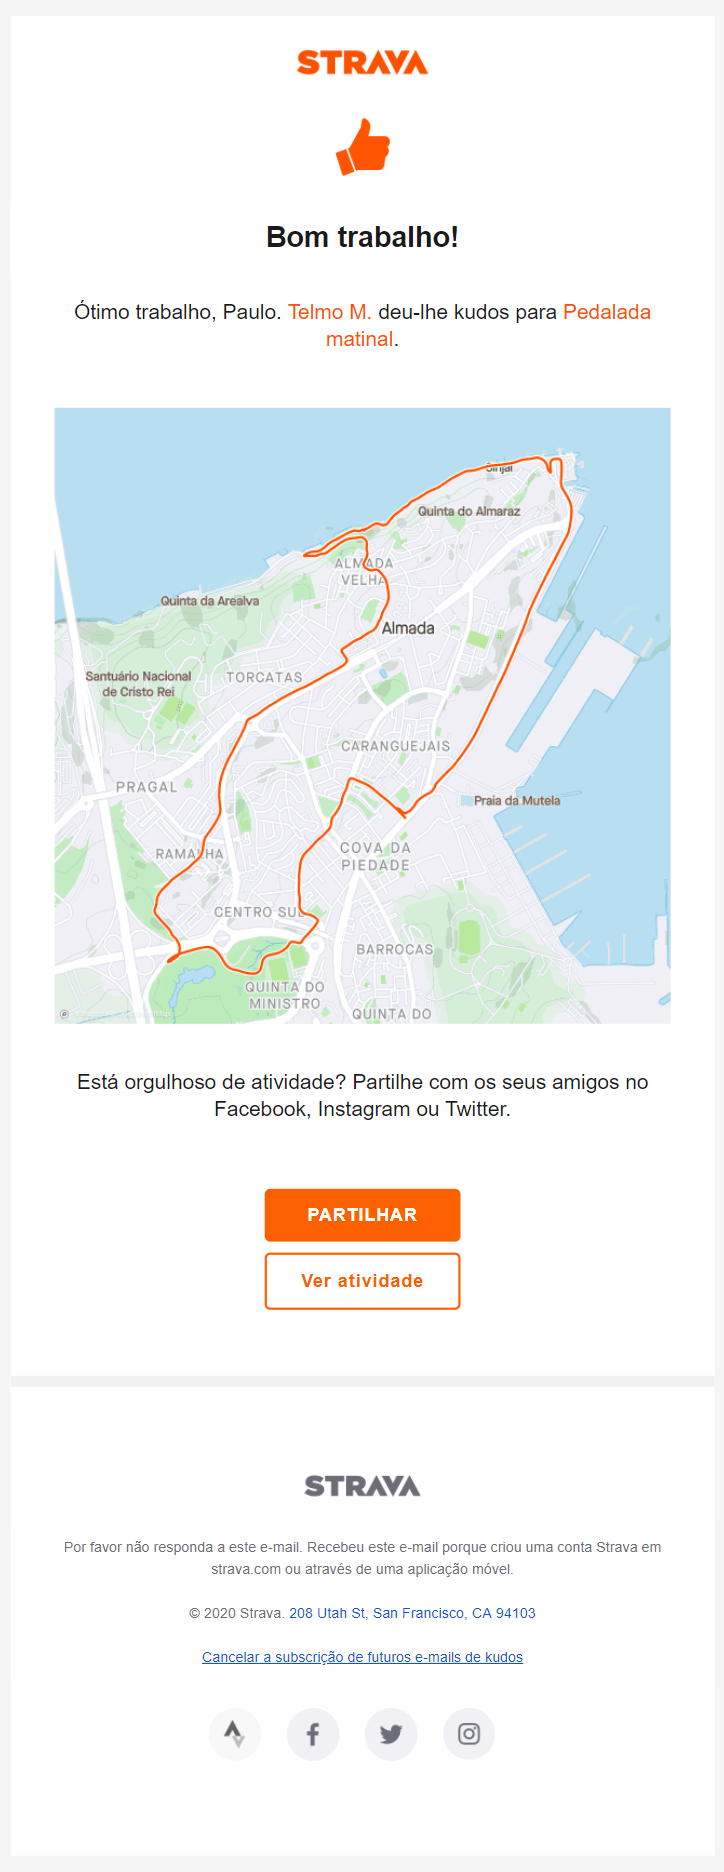 STRAVA
Bom trabalho!
Ótimo trabalho, Paulo. Telmo M. deu-lhe kudos para Pedalada
matinal.
Ginjal
Quinta do Almaraz
ALMADA
VELHA
Quinta da Arealva
Almada
Santuário Nacional
de Cristo Rei
TORCATAS
CARANGUEJAIS
PRAGAL
Praia da Mutela
RAMALHA
COVA DA
PIEDADE
CENTRO SUL
BARROCAS
QUINTA DO
MINISTRO
QUINTA DO
Está orgulhoso de atividade? Partilhe com os seus amigos no
Facebook, Instagram ou Twitter.
PARTILHAR
Ver atividade
STRAVA
Por favor não responda a este e-mail. Recebeu este e-mail porque criou uma conta Strava em
strava.com ou através de uma aplicação móvel.
© 2020 Strava. 208 Utah St, San Francisco, CA 94103
Cancelar a subscrição de futuros e-mails de kudos